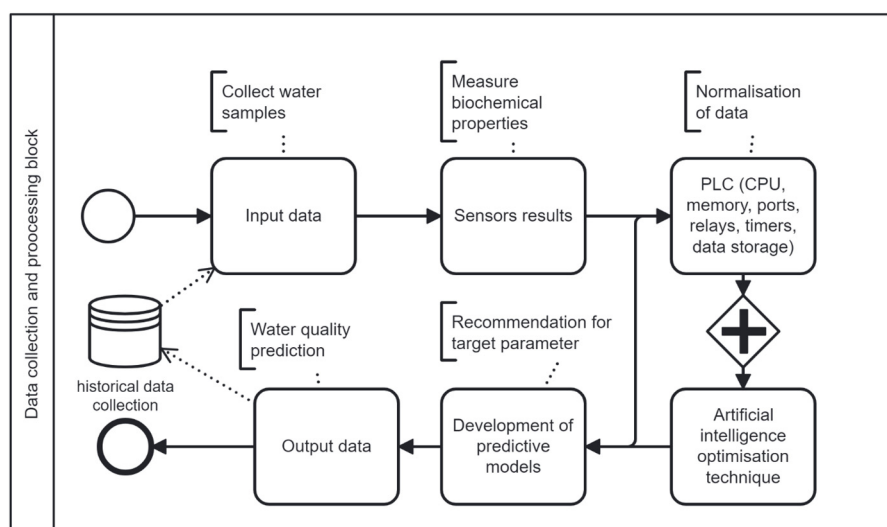 Data collection and proocessing block
Collect water
samples
Measure
biochemical
properties
Normalisation
of data
Input data
Sensors results
PLC (CPU,
memory, ports,
relays, timers,
data storage)
historical data
collection
Water quality
prediction
Recommendation for
target parameter
Output data
Development of
predictive
models
Artificial
intelligence
optimisation
technique